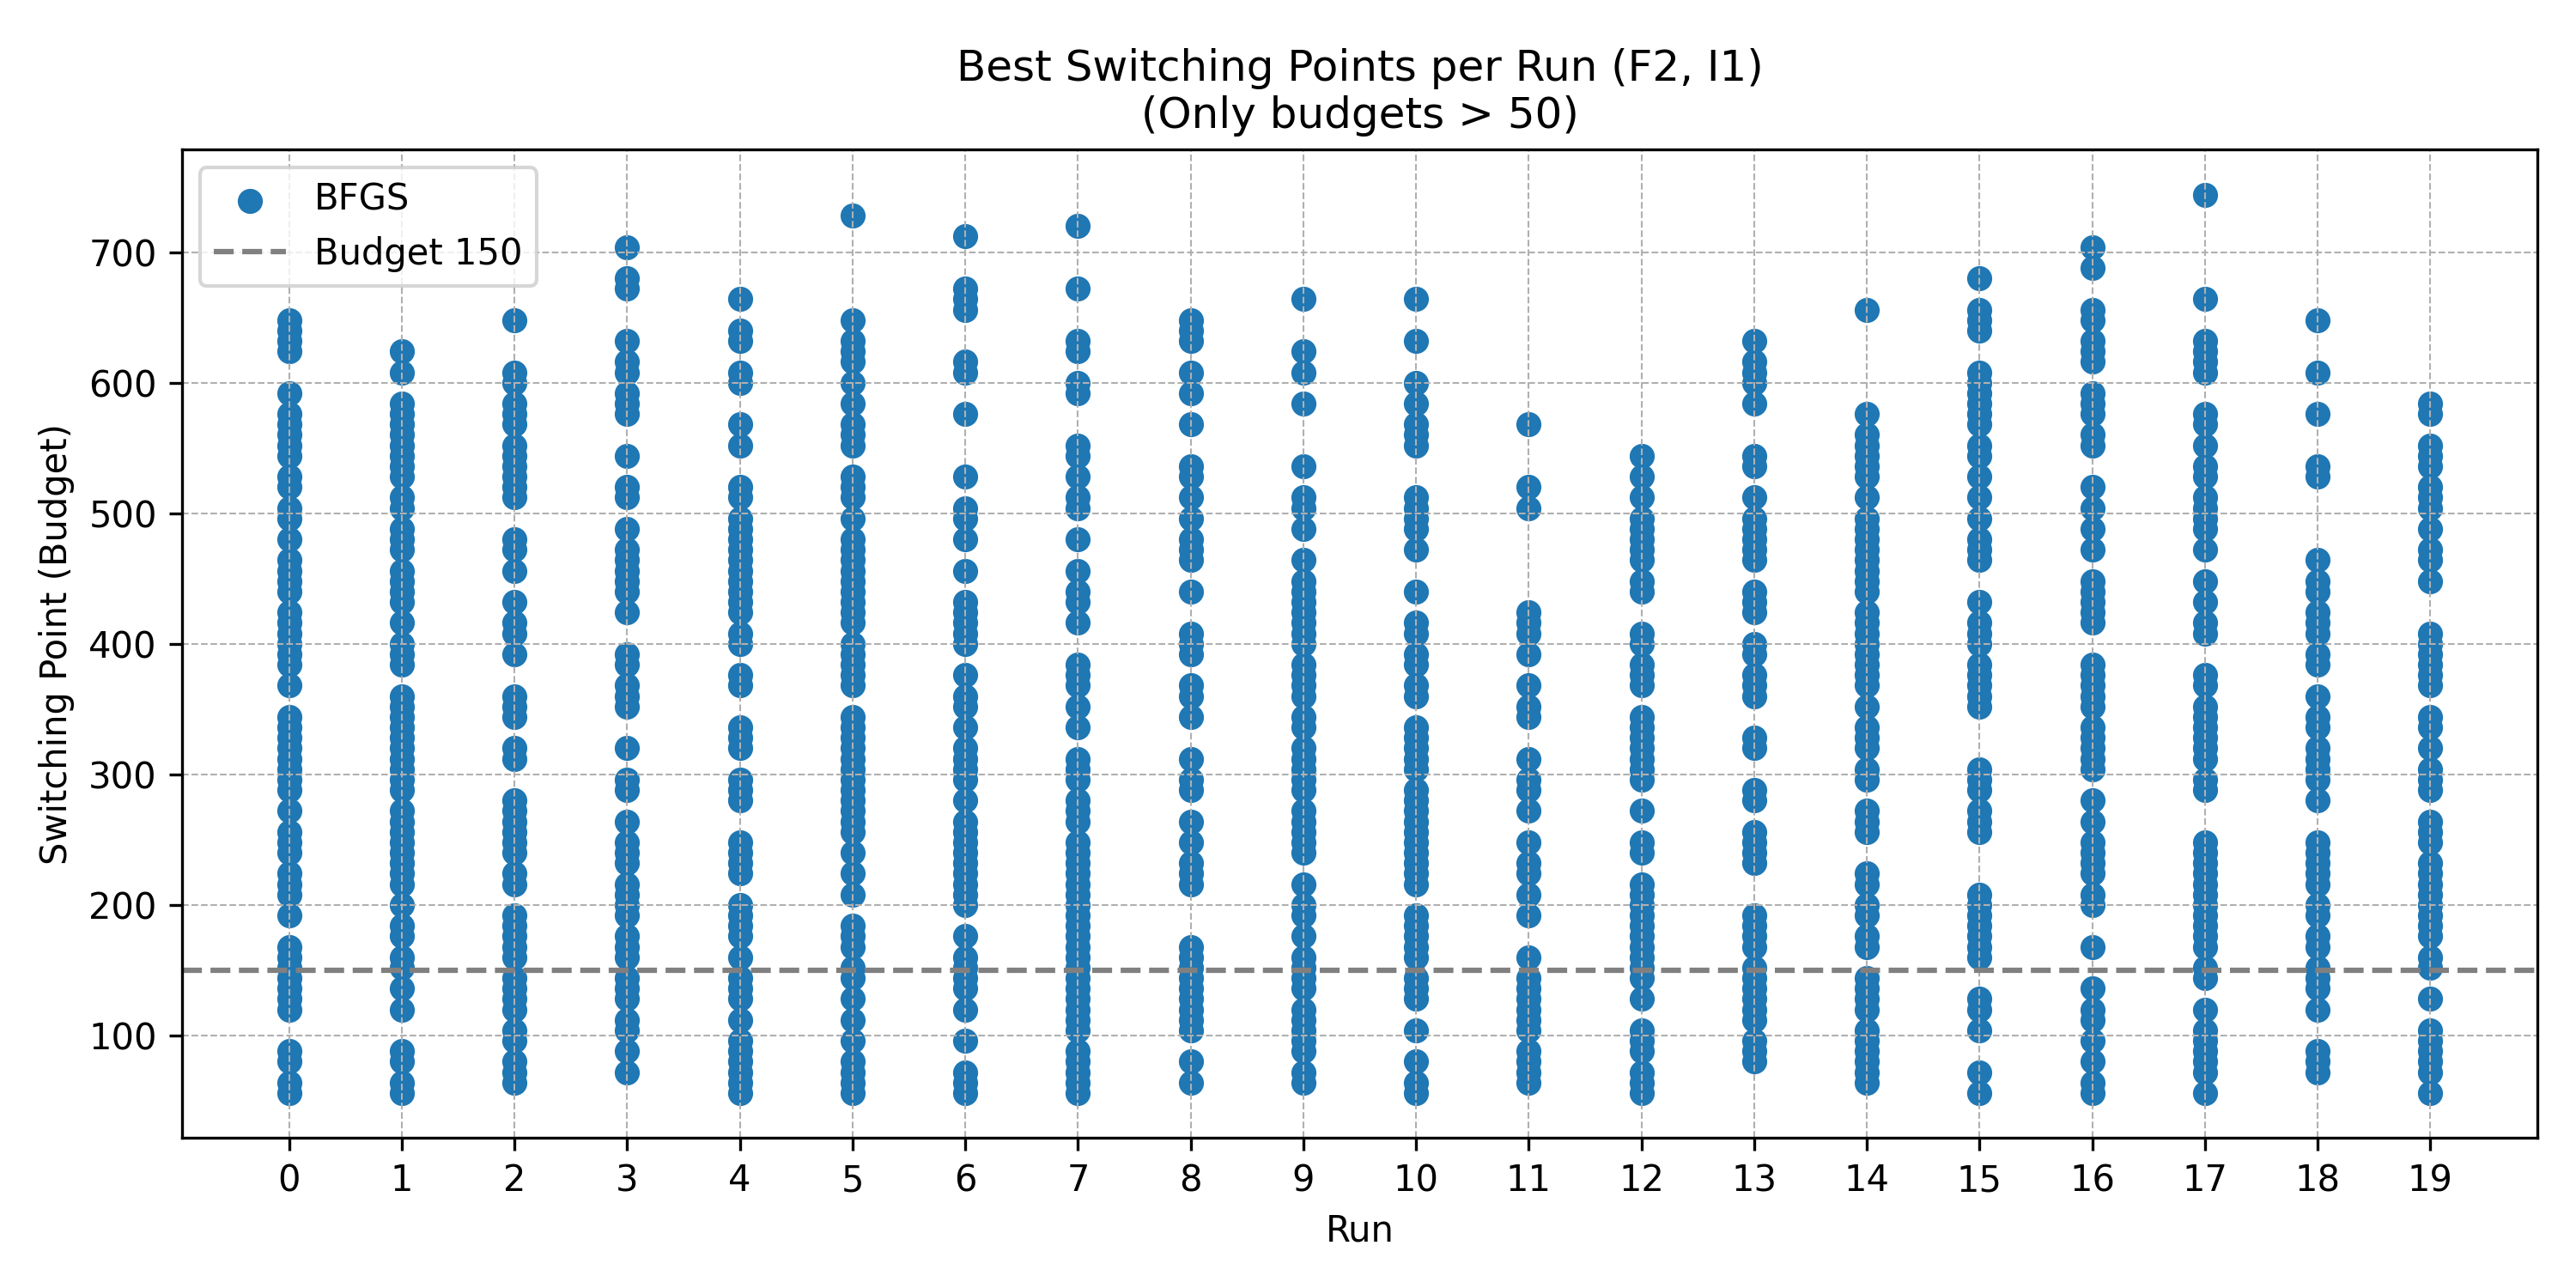 Best Switching Points per Run (F2, I1)
(Only budgets > 50)
BFGS
Budget 150
Switching Point (Budget)
700
600
500
400
300
200
100
0 1 2 3 4 5 6 7 8 9 10 11 12 13 14 15 16 17 18 19
Run